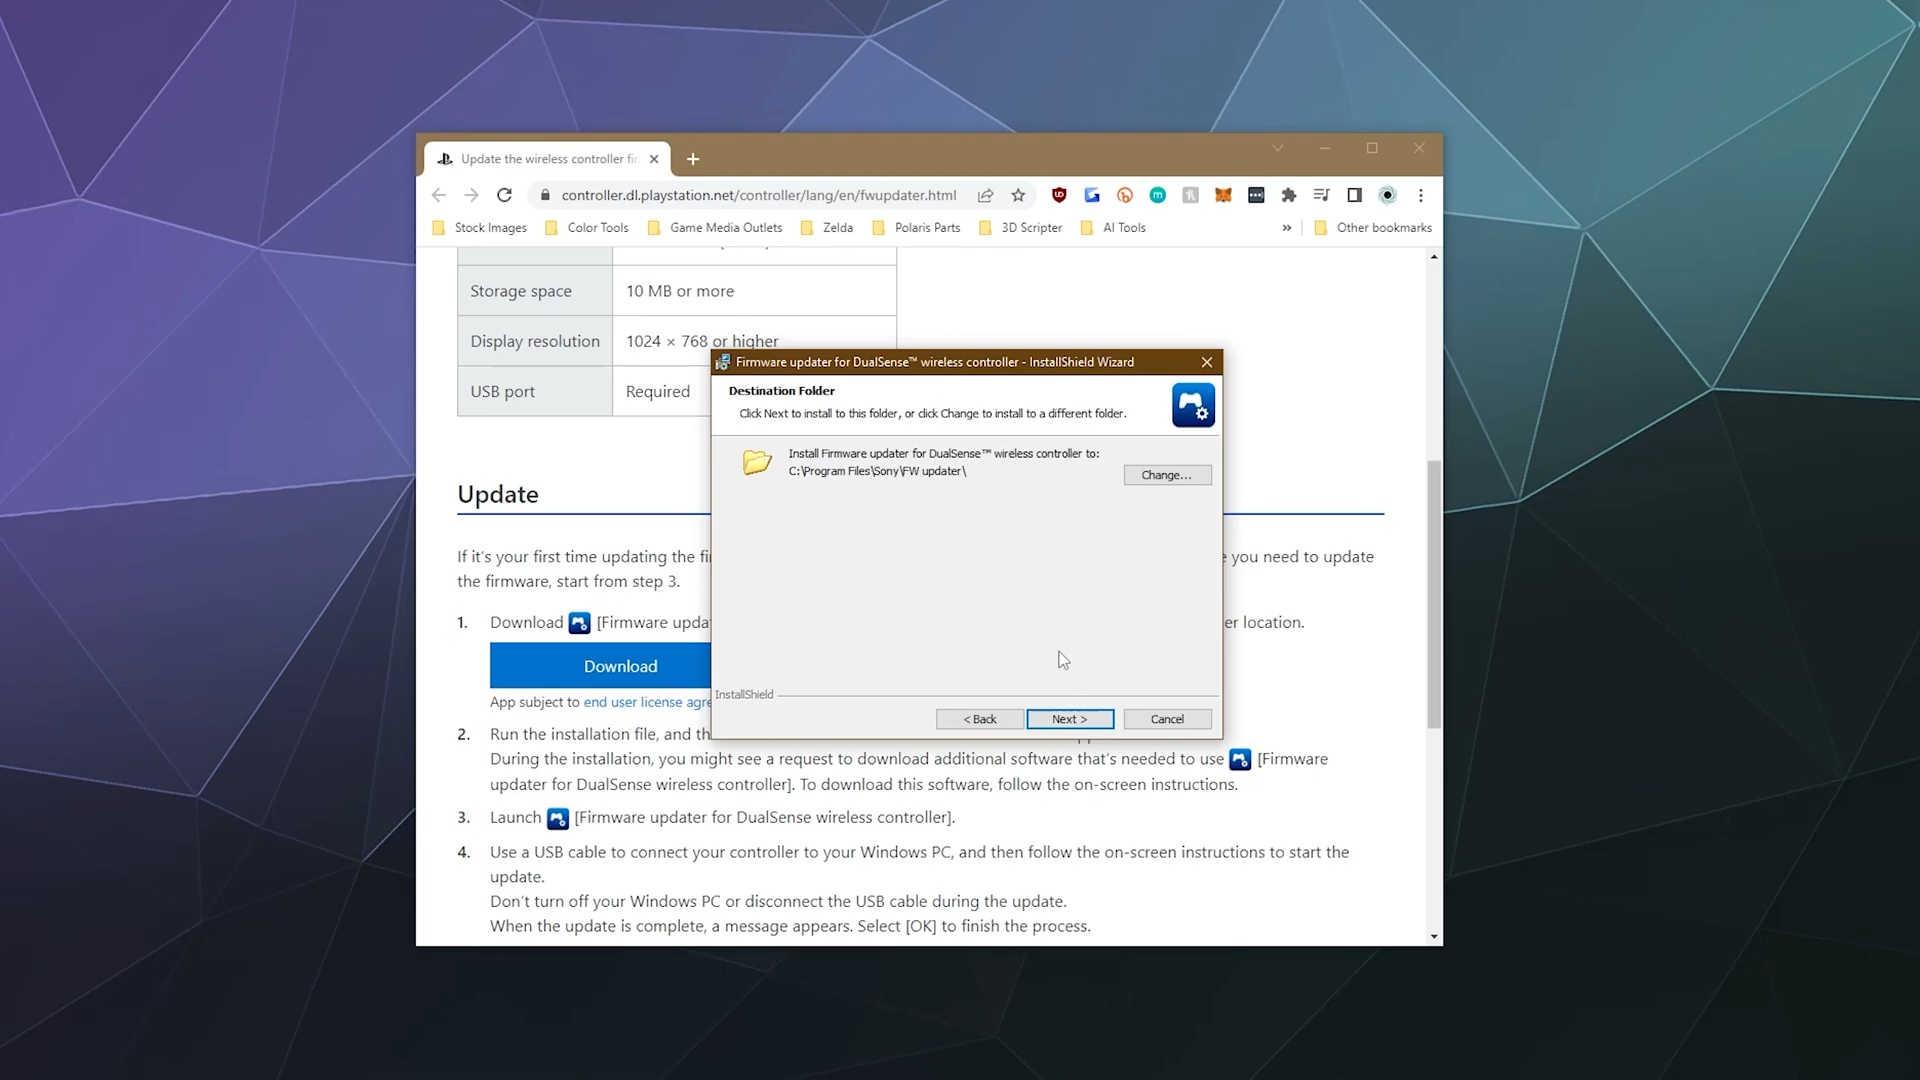 Update the wireless controller fir
controller.dl.playstation.net/controller/lang/en/fwupdater.html
Stock Images
Color Tools
Game Media Outlets
Zelda
Polaris Parts
3D Scripter
AI Tools
»
Other bookmarks
Storage space
10 MB or more
Display resolution
1024 × 768 or higher
USB port
Required
Firmware updater for DualSense™ wireless controller - InstallShield Wizard
Destination Folder
Click Next to install to this folder, or click Change to install to a different folder.
Install Firmware updater for DualSense™ wireless controller to:
C:\Program Files\Sony\FW updater\
Change...
InstallShield
< Back
Next >
Cancel
Update
If it's your first time updating the fi
you need to update
the firmware, start from step 3.
1. Download [Firmware upda
er location.
Download
App subject to end user license agre
2. Run the installation file, and th
During the installation, you might see a request to download additional software that's needed to use [Firmware
updater for DualSense wireless controller]. To download this software, follow the on-screen instructions.
3. Launch [Firmware updater for DualSense wireless controller].
4. Use a USB cable to connect your controller to your Windows PC, and then follow the on-screen instructions to start the
update.
Don't turn off your Windows PC or disconnect the USB cable during the update.
When the update is complete, a message appears. Select [OK] to finish the process.